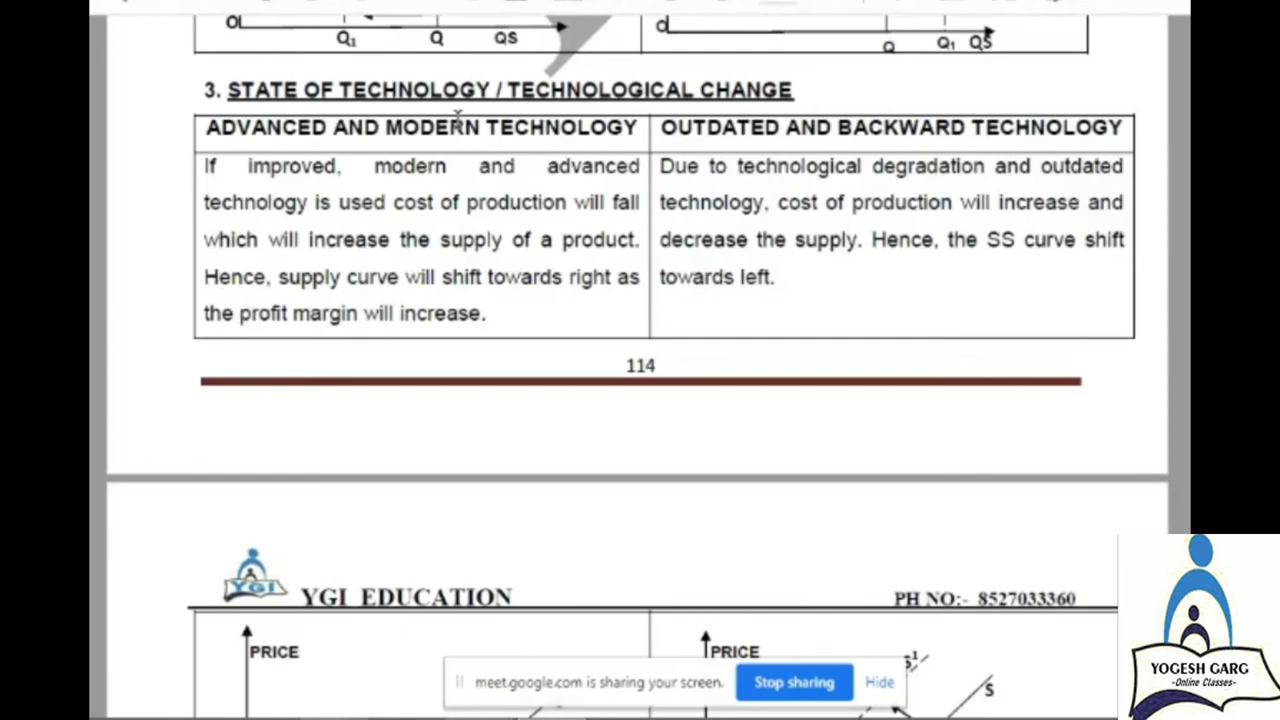 O
Q₁ Q QS
O
Q Q₁ QS
3. STATE OF TECHNOLOGY / TECHNOLOGICAL CHANGE
ADVANCED AND MODERN TECHNOLOGY
If improved, modern and advanced
technology is used cost of production will fall
which will increase the supply of a product.
Hence, supply curve will shift towards right as
the profit margin will increase.
OUTDATED AND BACKWARD TECHNOLOGY
Due to technological degradation and outdated
technology, cost of production will increase and
decrease the supply. Hence, the SS curve shift
towards left.
114
YGI
YGI EDUCATION
PH NO:- 8527033360
PRICE
PRICE
S¹
S
meet.google.com is sharing your screen.
Stop sharing
Hide
YOGESH GARG
-Online Classes-